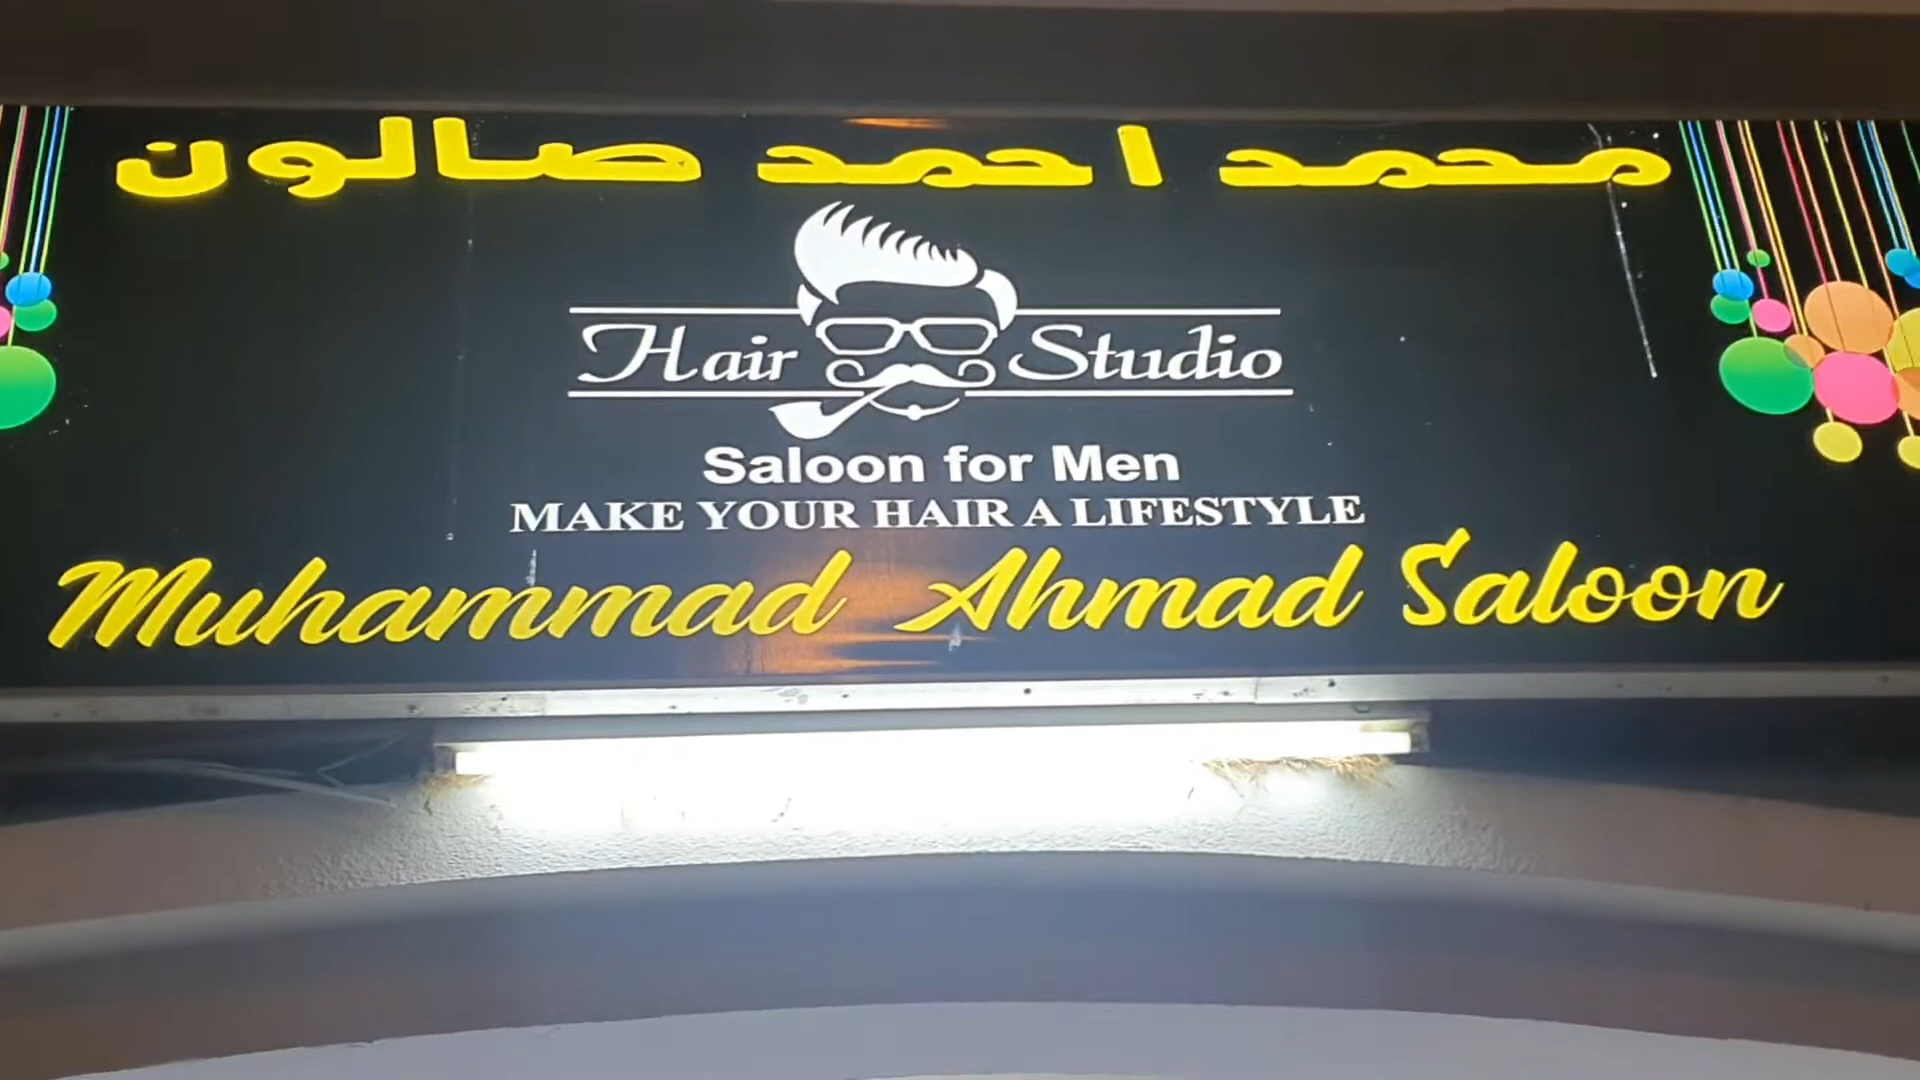 محمد احمد صالون
Hair Studio
Saloon for Men
MAKE YOUR HAIR A LIFESTYLE
Muhammad Ahmad Saloon